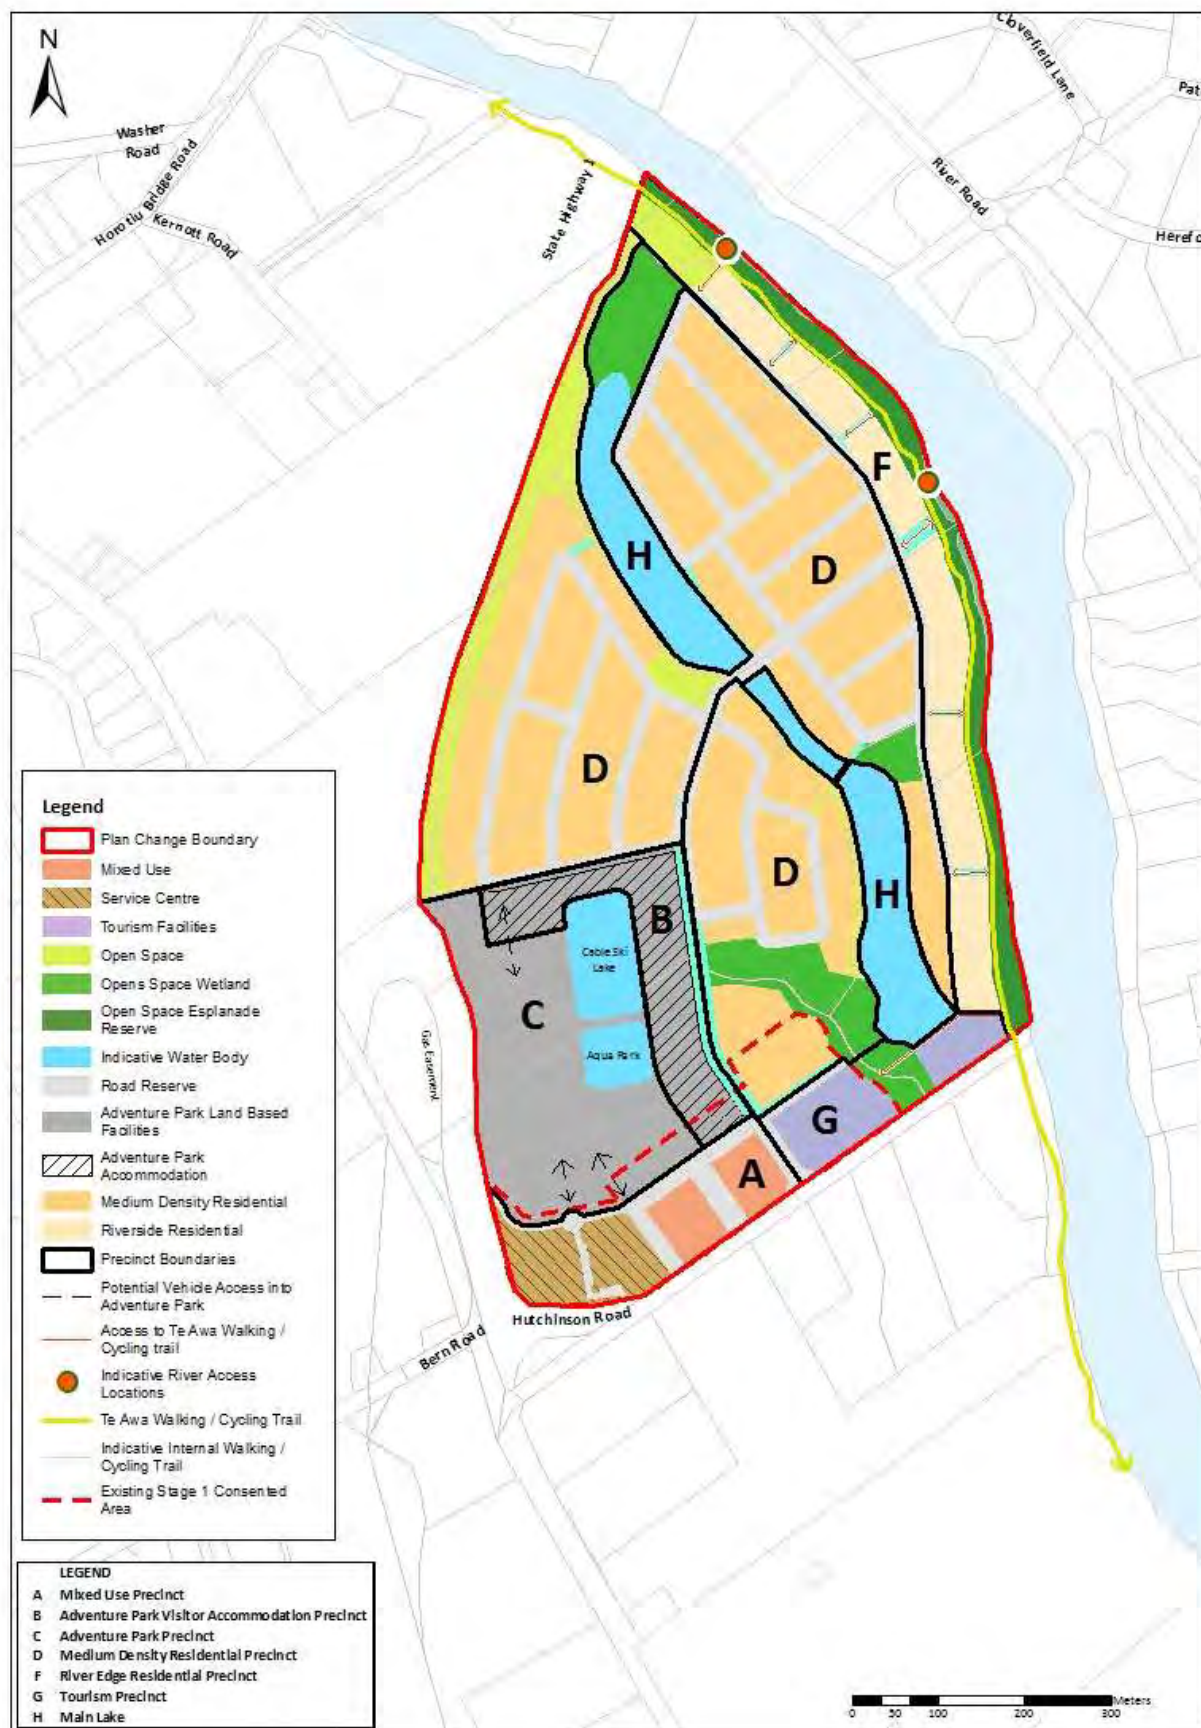 N
Cloverfield Lane
Pat
Washer
Road
Horotiu Bridge Road
Kernott Road
State Highway 1
River Road
Herefo
F
H
D
D
D
H
B
Cable Ski
Lake
C
Aqua Park
Gas Easement
G
A
Hutchinson Road
Bern Road
Legend
Plan Change Boundary
Mixed Use
Service Centre
Tourism Facilities
Open Space
Opens Space Wetland
Open Space Esplanade
Reserve
Indicative Water Body
Road Reserve
Adventure Park Land Based
Facilities
Adventure Park
Accommodation
Medium Density Residential
Riverside Residential
Precinct Boundaries
Potential Vehicle Access into
Adventure Park
Access to Te Awa Walking /
Cycling trail
Indicative River Access
Locations
Te Awa Walking / Cycling Trail
Indicative Internal Walking /
Cycling Trail
Existing Stage 1 Consented
Area
LEGEND
A Mixed Use Precinct
B Adventure Park Visitor Accommodation Precinct
C Adventure Park Precinct
D Medium Density Residential Precinct
F River Edge Residential Precinct
G Tourism Precinct
H Main Lake
Meters
0 50 100 200 300